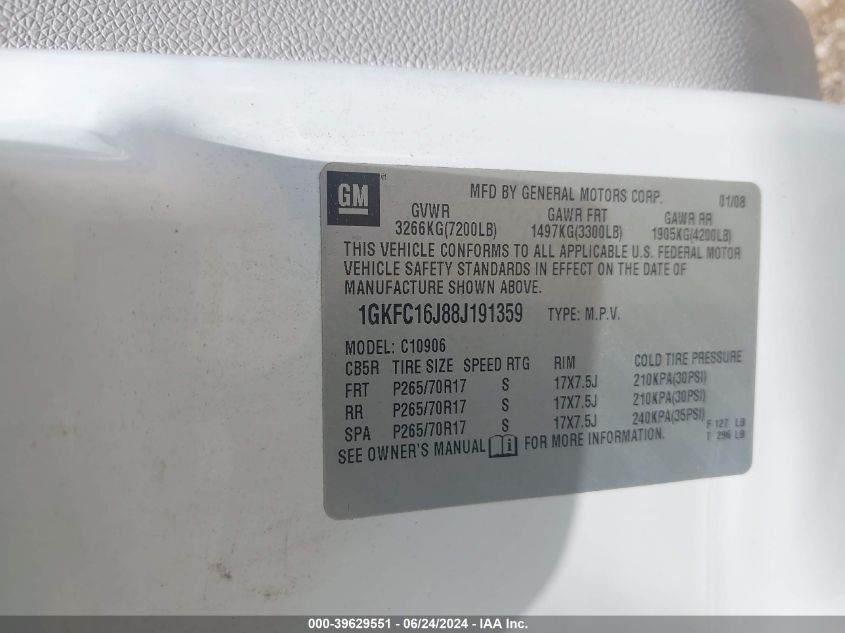 GM
MFD BY GENERAL MOTORS CORP. 01/08
GVWR GAWR FRT GAWR RR
3266KG(7200LB) 1497KG(3300LB) 1905KG(4200LB)
THIS VEHICLE CONFORMS TO ALL APPLICABLE U.S. FEDERAL MOTOR
VEHICLE SAFETY STANDARDS IN EFFECT ON THE DATE OF
MANUFACTURE SHOWN ABOVE.
1GKFC16J88J191359 TYPE: M.P.V.
MODEL: C10906
CB5R TIRE SIZE SPEED RTG RIM COLD TIRE PRESSURE
FRT P265/70R17 S 17X7.5J 210KPA(30PSI)
RR P265/70R17 S 17X7.5J 210KPA(30PSI)
SPA P265/70R17 S 17X7.5J 240KPA(35PSI) F 127 LB
SEE OWNER'S MANUAL FOR MORE INFORMATION. T 296 LB
000-39629551 - 06/24/2024 - IAA Inc.